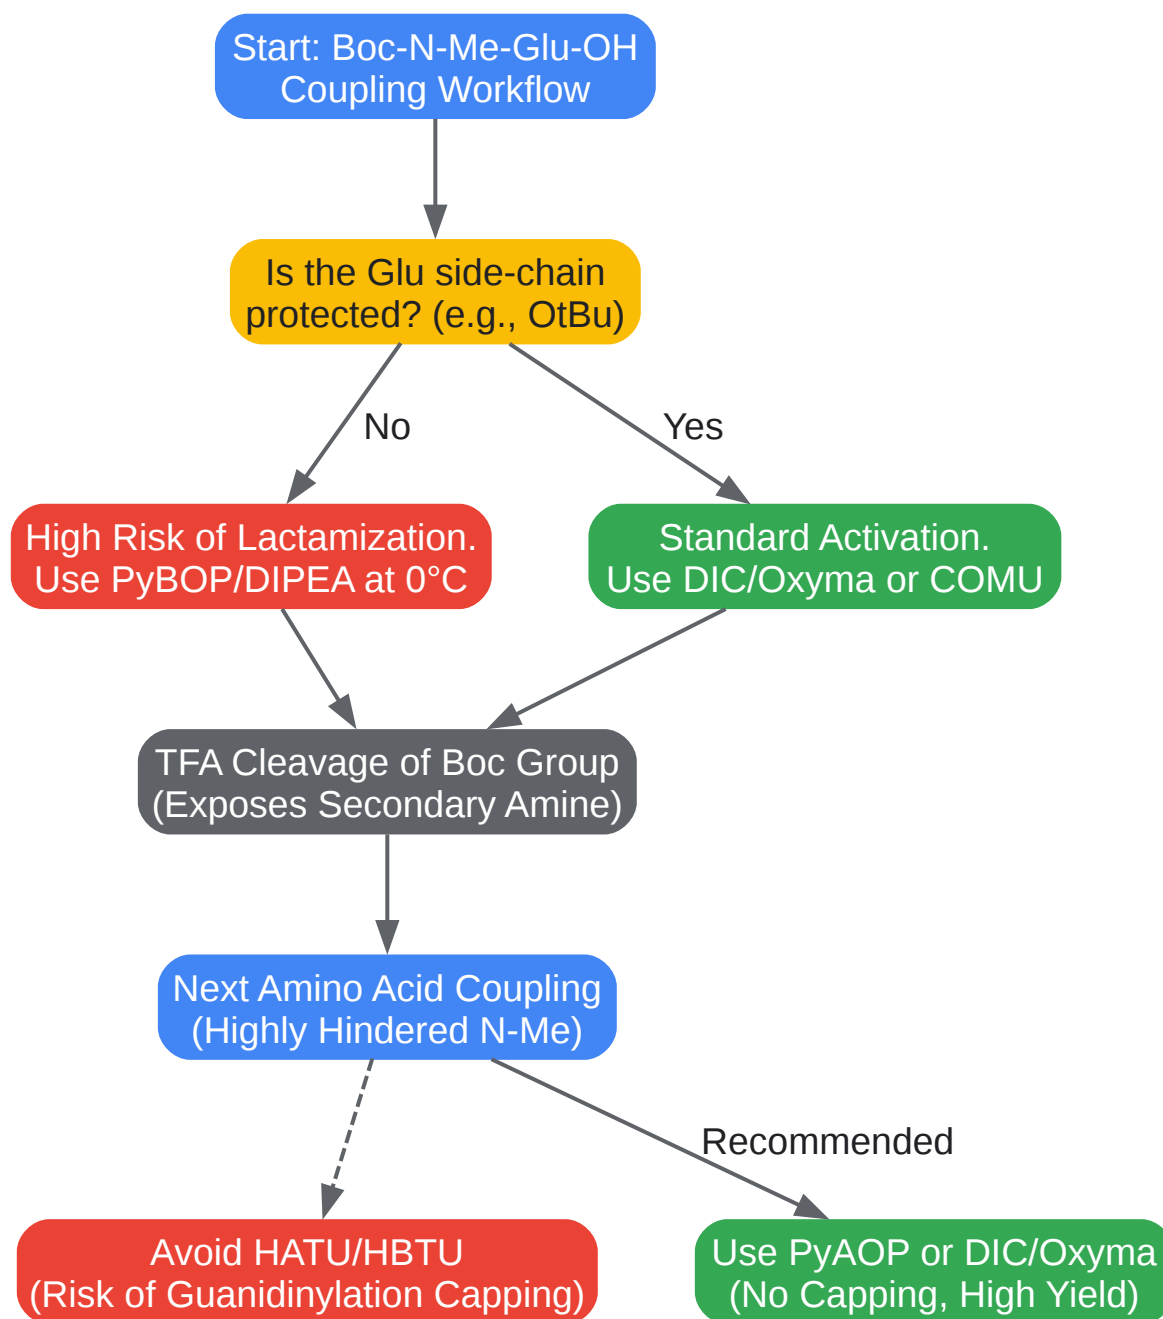 Start: Boc-N-Me-Glu-OH
Coupling Workflow
Is the Glu side-chain
protected? (e.g., OtBu)
No
Yes
High Risk of Lactamization.
Use PyBOP/DIPEA at 0°C
Standard Activation.
Use DIC/Oxyma or COMU
TFA Cleavage of Boc Group
(Exposes Secondary Amine)
Next Amino Acid Coupling
(Highly Hindered N-Me)
Recommended
Avoid HATU/HBTU
(Risk of Guanidinylation Capping)
Use PyAOP or DIC/Oxyma
(No Capping, High Yield)